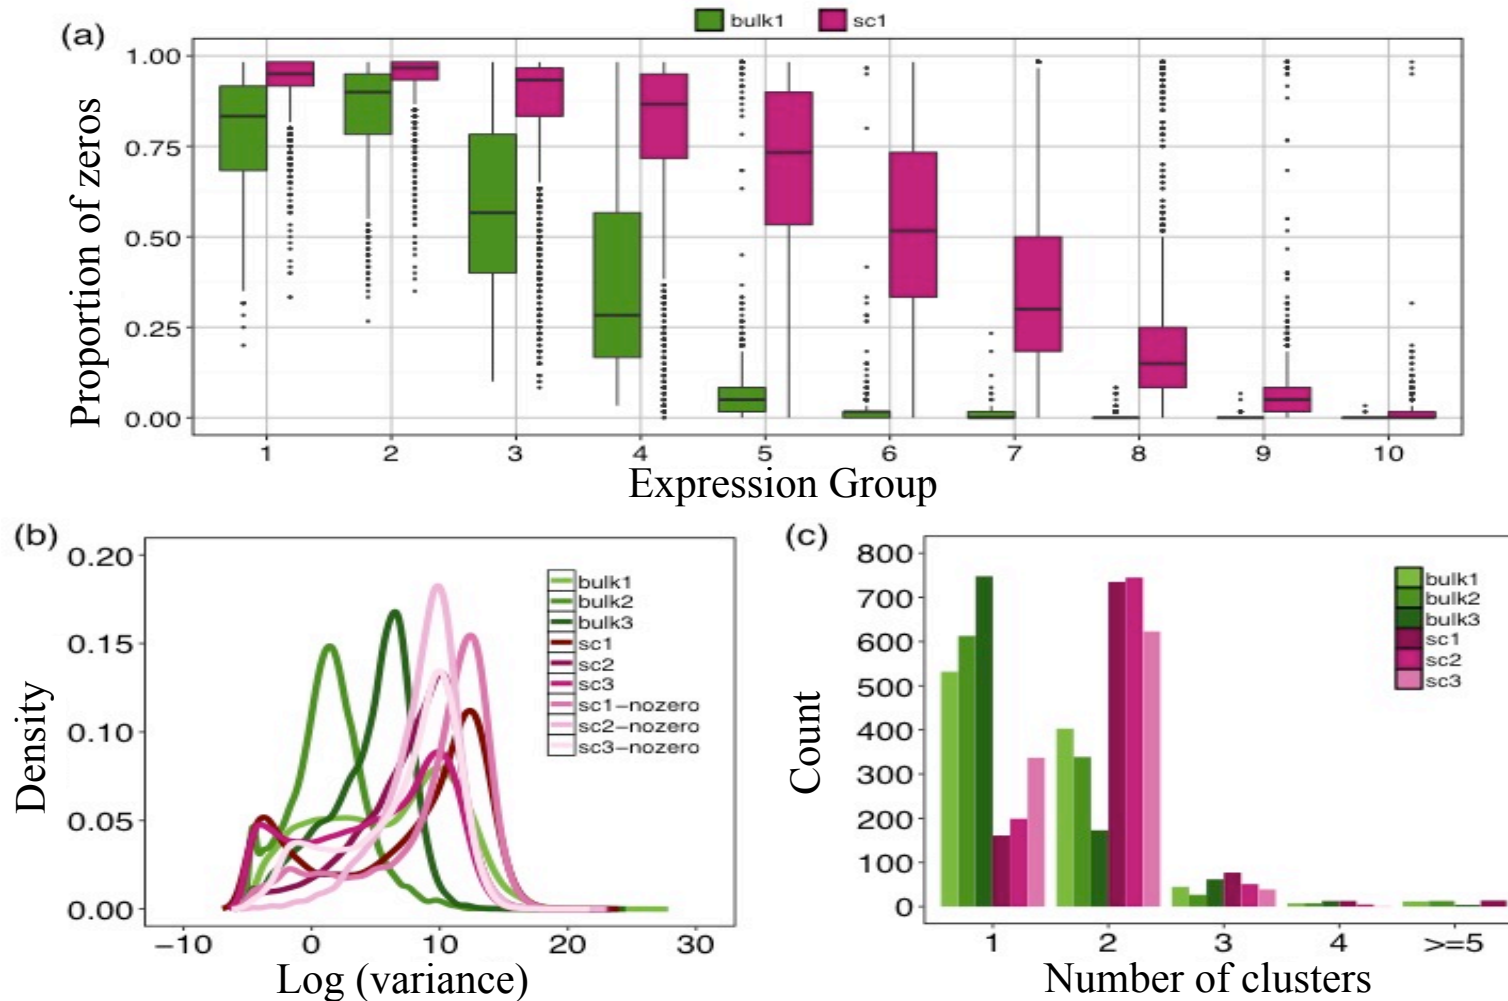 bulk1 sc1
(a)
Proportion of zeros
1.00
0.75
0.50
0.25
0.00
1 2 3 4 5 6 7 8 9 10
Expression Group
(b)
Density
0.20
0.15
0.10
0.05
0.00
bulk1
bulk2
bulk3
sc1
sc2
sc3
sc1-nozero
sc2-nozero
sc3-nozero
-10 0 10 20 30
Log (variance)
(c)
Count
800
700
600
500
400
300
200
100
0
bulk1
bulk2
bulk3
sc1
sc2
sc3
1 2 3 4 >=5
Number of clusters